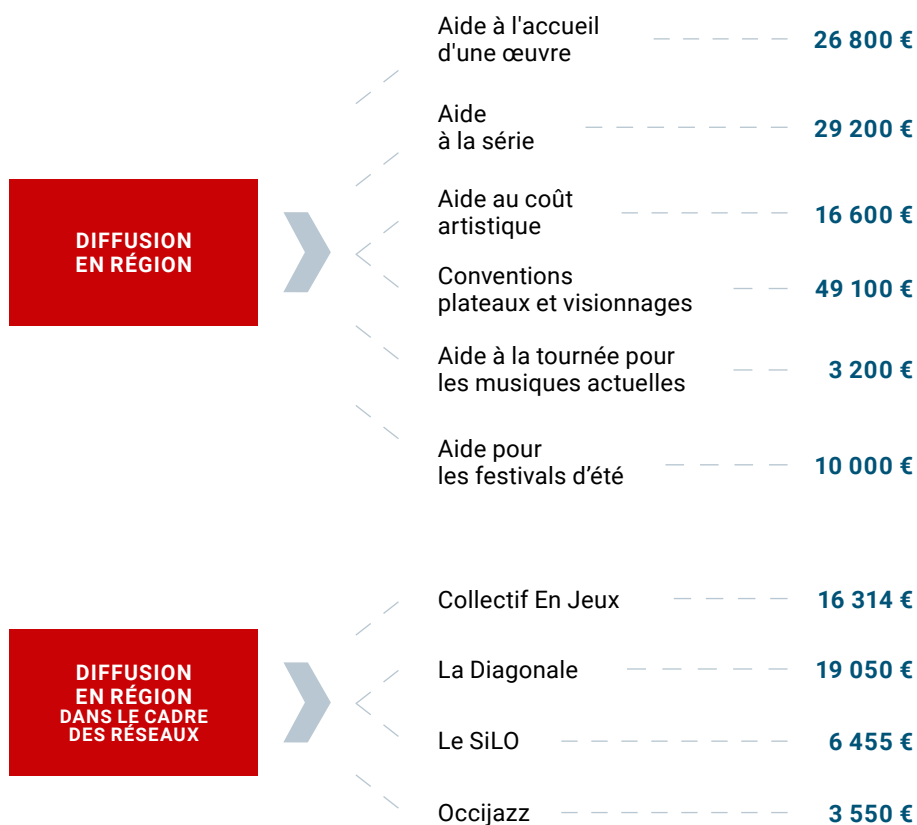 DIFFUSION
EN RÉGION
Aide à l'accueil
d'une œuvre
26 800 €
Aide
à la série
29 200 €
Aide au coût
artistique
16 600 €
Conventions
plateaux et visionnages
49 100 €
Aide à la tournée pour
les musiques actuelles
3 200 €
Aide pour
les festivals d’été
10 000 €
DIFFUSION
EN RÉGION
DANS LE CADRE
DES RÉSEAUX
Collectif En Jeux
16 314 €
La Diagonale
19 050 €
Le SiLO
6 455 €
Occijazz
3 550 €